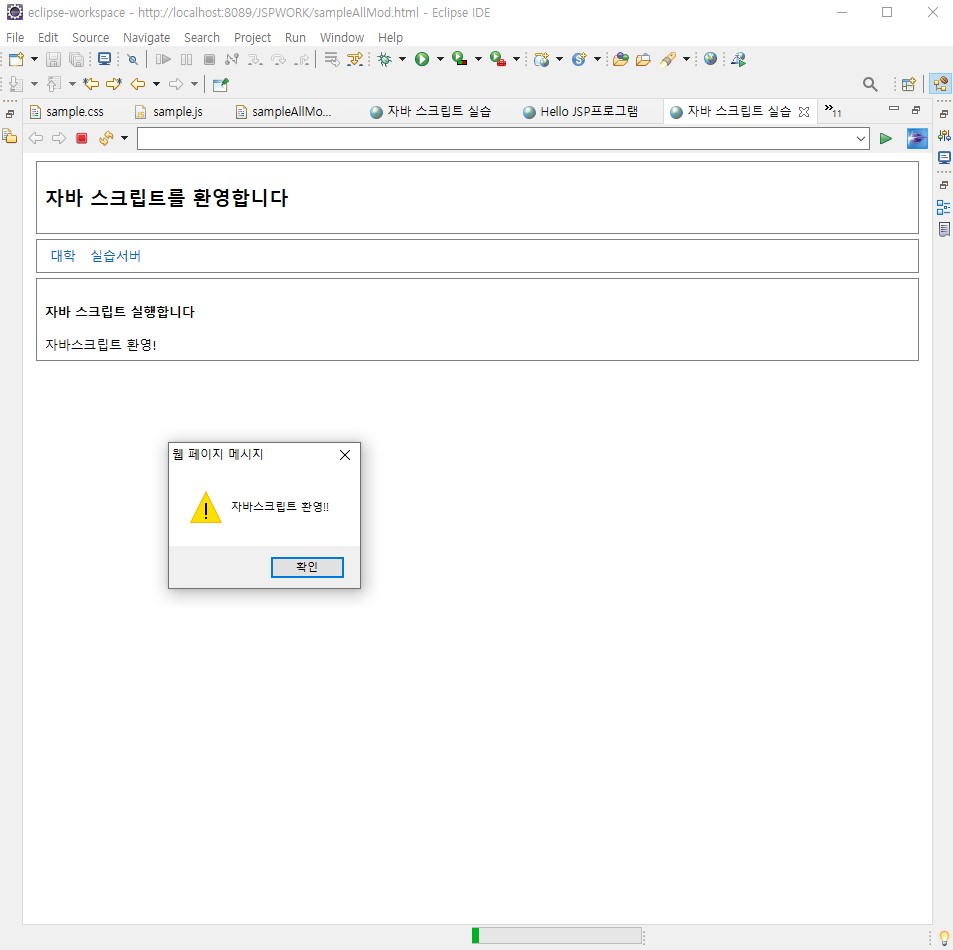 eclipse-workspace - http://localhost:8089/JSPWORK/sampleAllMod.html - Eclipse IDE
File Edit Source Navigate Search Project Run Window Help
sample.css sample.js sampleAllMo... 자바 스크립트 실습 Hello JSP프로그램 자바 스크립트 실습 11
자바 스크립트를 환영합니다
대학 실습서버
자바 스크립트 실행합니다
자바스크립트 환영!
웹 페이지 메시지
자바스크립트 환영!!
확인